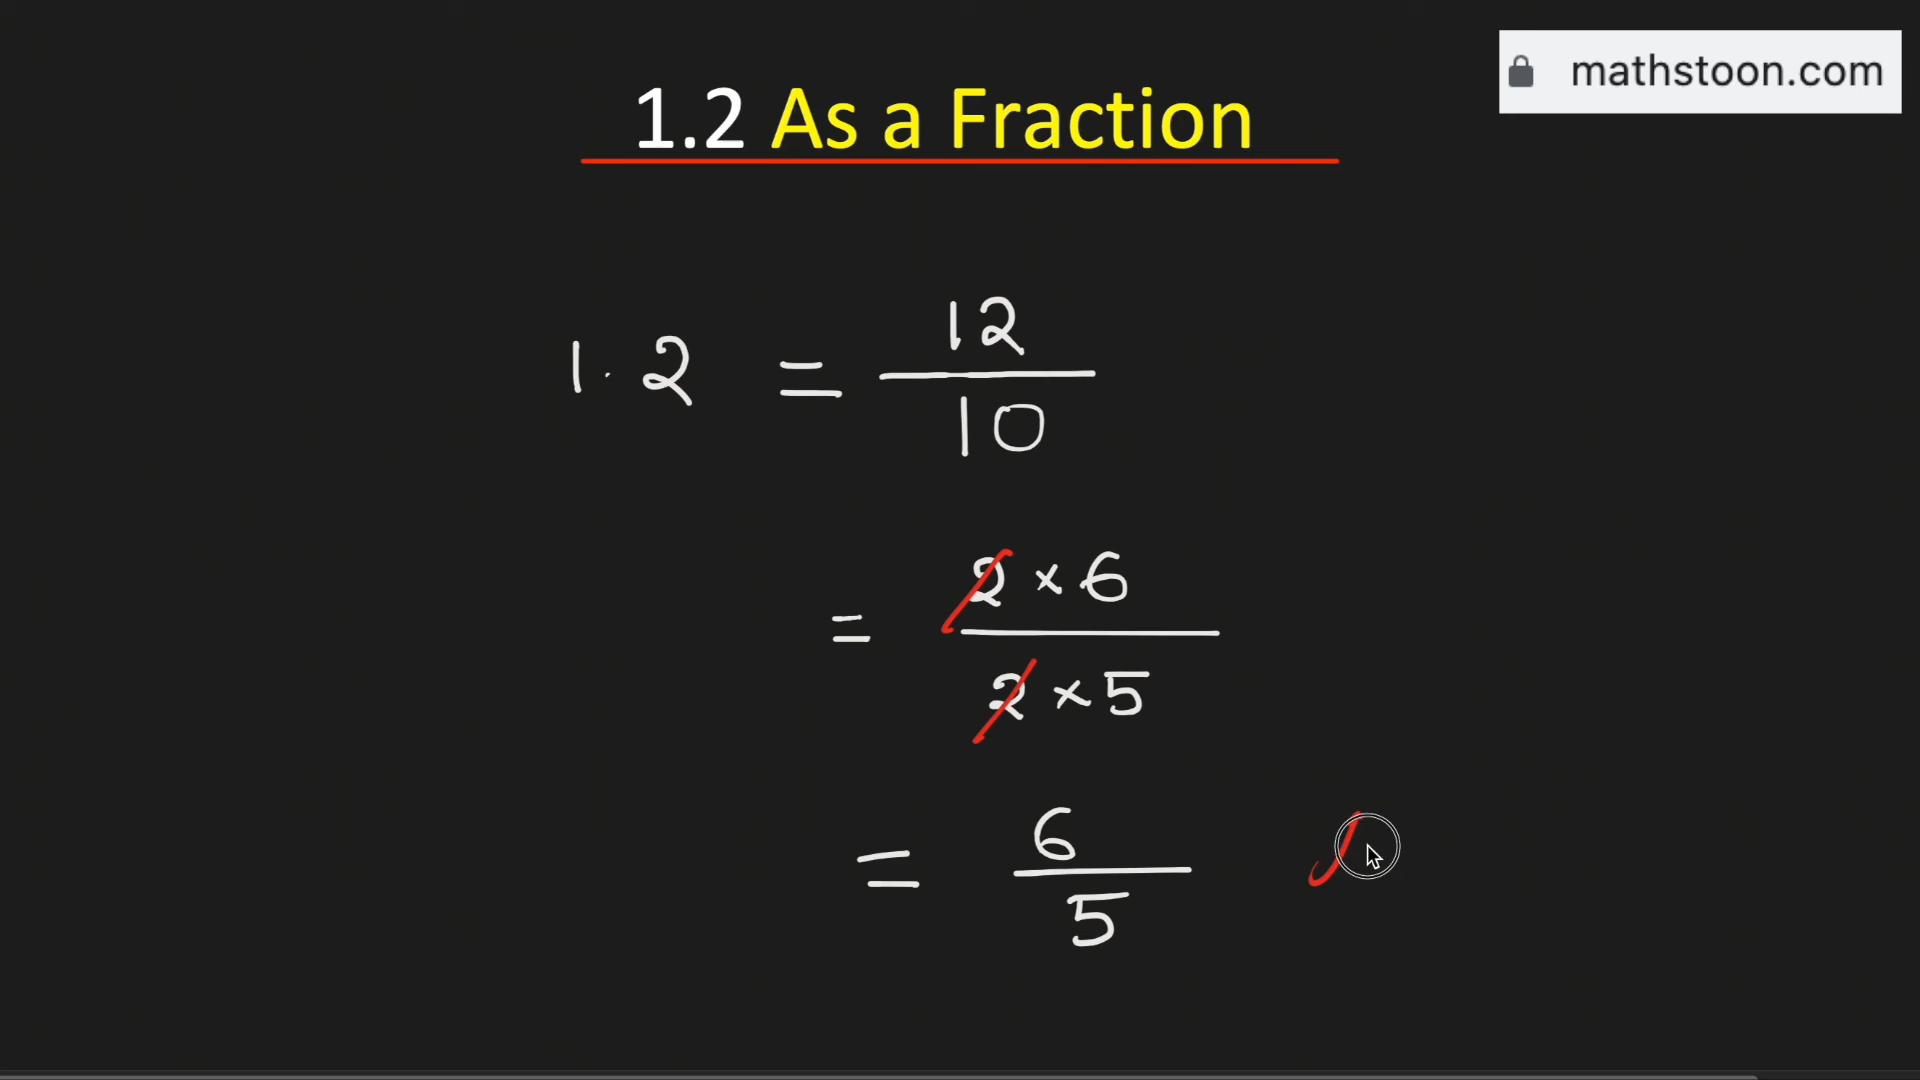 mathstoon.com
1.2 As a Fraction
1.2 = 12/10
= 2 × 6 / 2 × 5
= 6/5